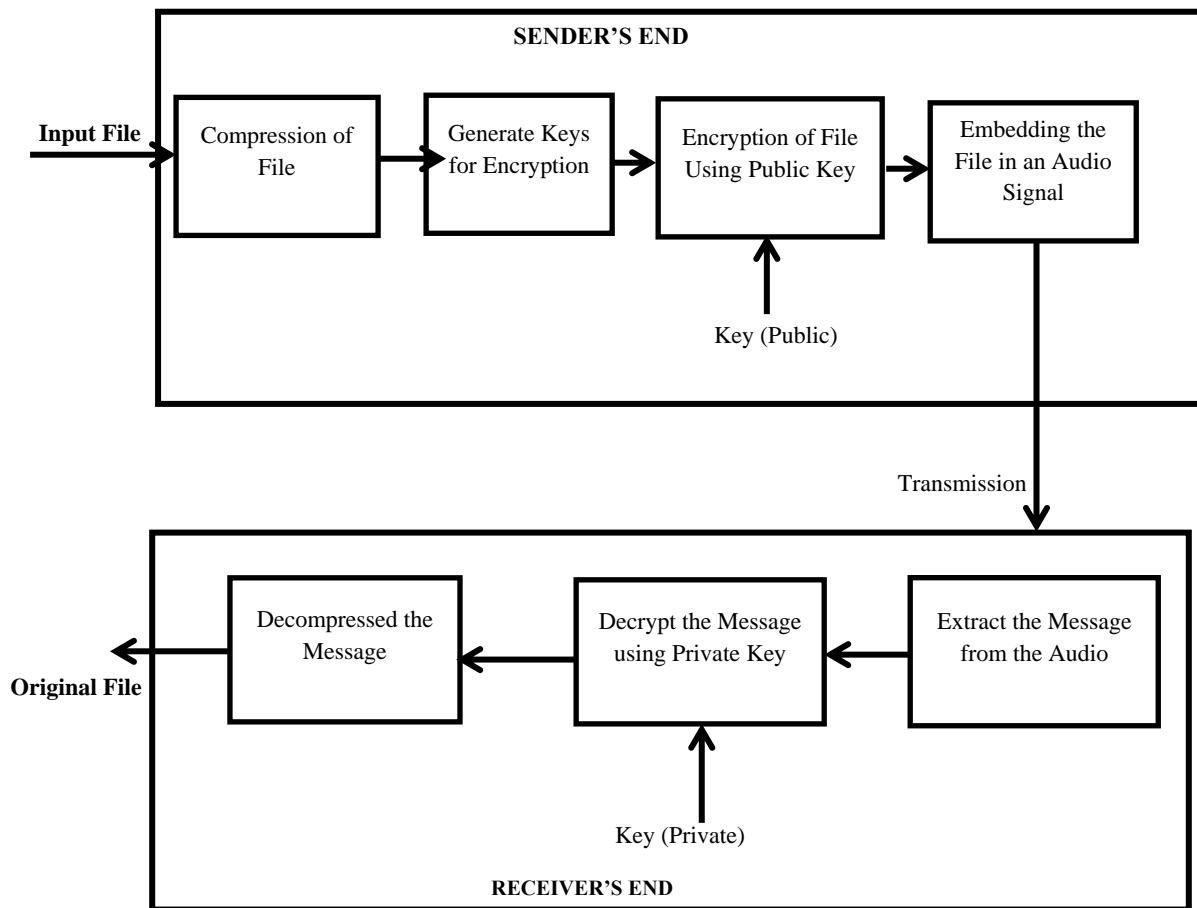 SENDER’S END
Input File
Compression of
File
Generate Keys
for Encryption
Encryption of File
Using Public Key
Embedding the
File in an Audio
Signal
Key (Public)
Transmission
Extract the Message
from the Audio
Decrypt the Message
using Private Key
Decompressed the
Message
Original File
Key (Private)
RECEIVER’S END